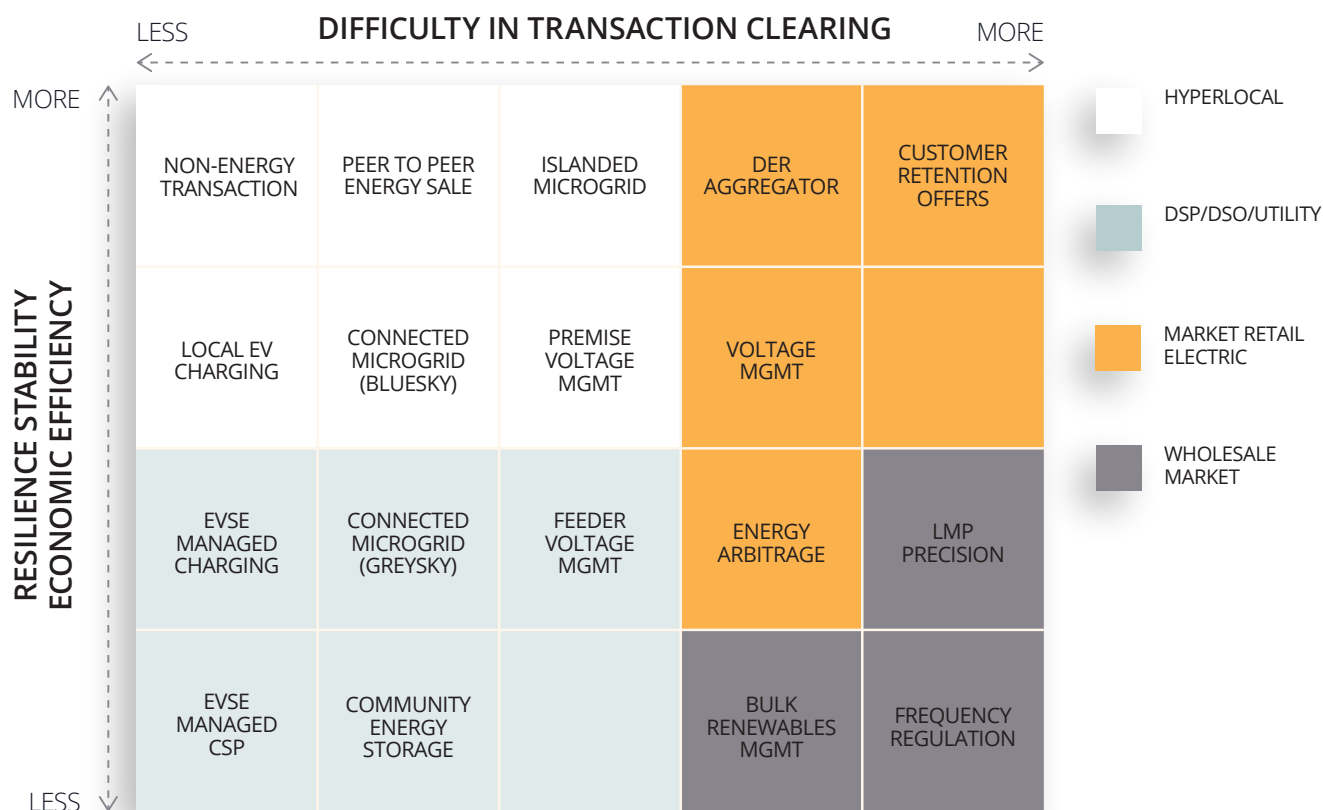 LESS
DIFFICULTY IN TRANSACTION CLEARING
MORE
MORE
RESILIENCE STABILITY
ECONOMIC EFFICIENCY
LESS
NON-ENERGY
TRANSACTION
PEER TO PEER
ENERGY SALE
ISLANDED
MICROGRID
DER
AGGREGATOR
CUSTOMER
RETENTION
OFFERS
LOCAL EV
CHARGING
CONNECTED
MICROGRID
(BLUESKY)
PREMISE
VOLTAGE
MGMT
VOLTAGE
MGMT
EVSE
MANAGED
CHARGING
CONNECTED
MICROGRID
(GREYSKY)
FEEDER
VOLTAGE
MGMT
ENERGY
ARBITRAGE
LMP
PRECISION
EVSE
MANAGED
CSP
COMMUNITY
ENERGY
STORAGE
BULK
RENEWABLES
MGMT
FREQUENCY
REGULATION
HYPERLOCAL
DSP/DSO/UTILITY
MARKET RETAIL
ELECTRIC
WHOLESALE
MARKET